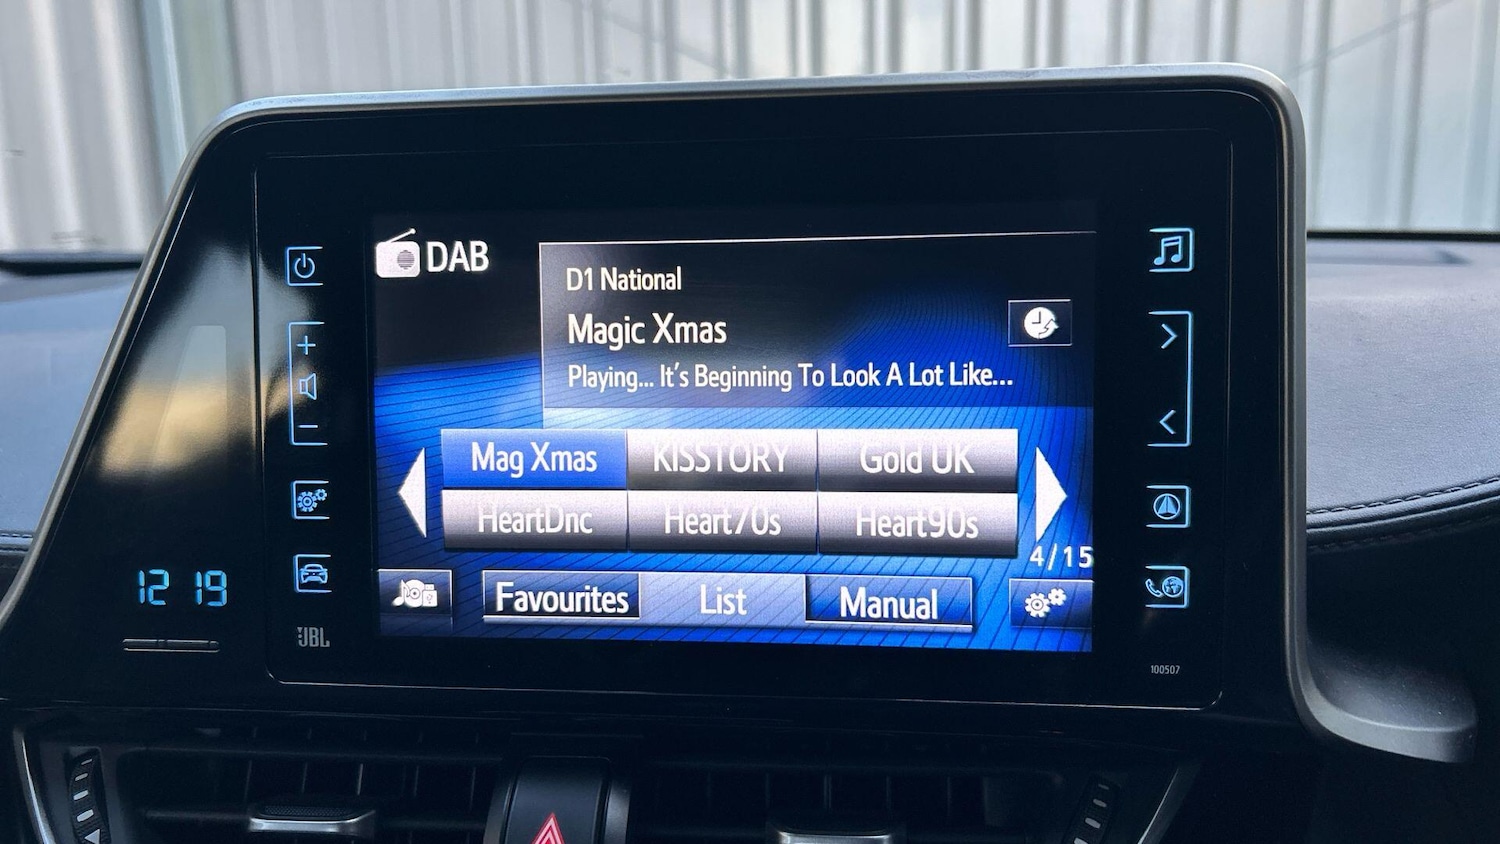 DAB
D1 National
Magic Xmas
Playing... It's Beginning To Look A Lot Like...
Mag Xmas KISSTORY Gold UK
HeartDnc Heart70s Heart90s
4/15
Favourites List Manual
12 19
JBL
100507